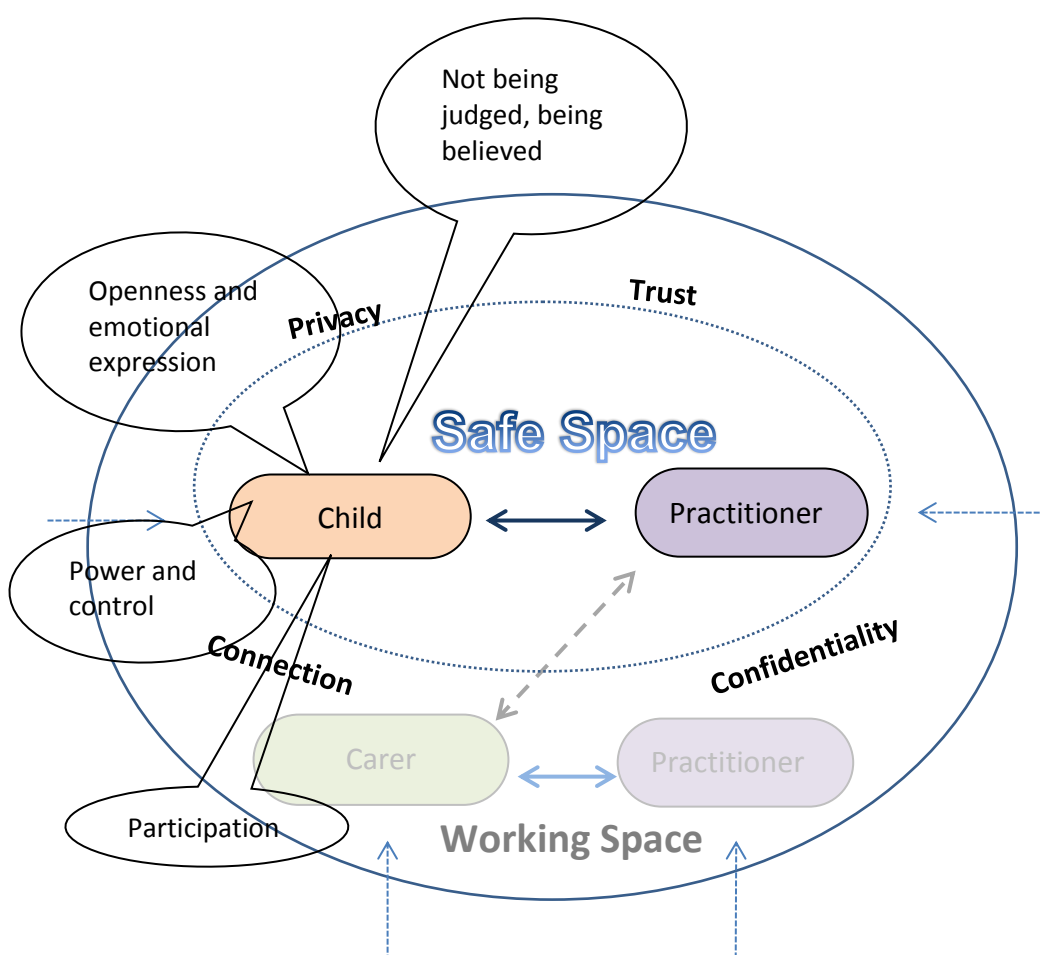 Not being
judged, being
believed
Openness and
emotional
expression
Privacy
Trust
Safe Space
Child
Practitioner
Power and
control
Connection
Confidentiality
Carer
Practitioner
Participation
Working Space